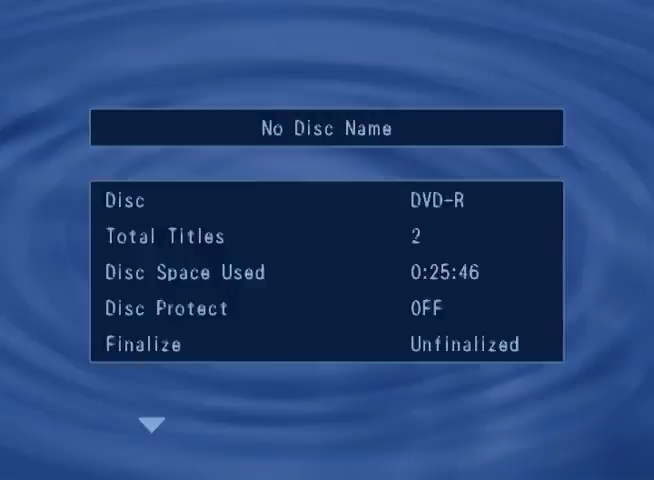 No Disc Name
Disc DVD-R
Total Titles 2
Disc Space Used 0:25:46
Disc Protect OFF
Finalize Unfinalized